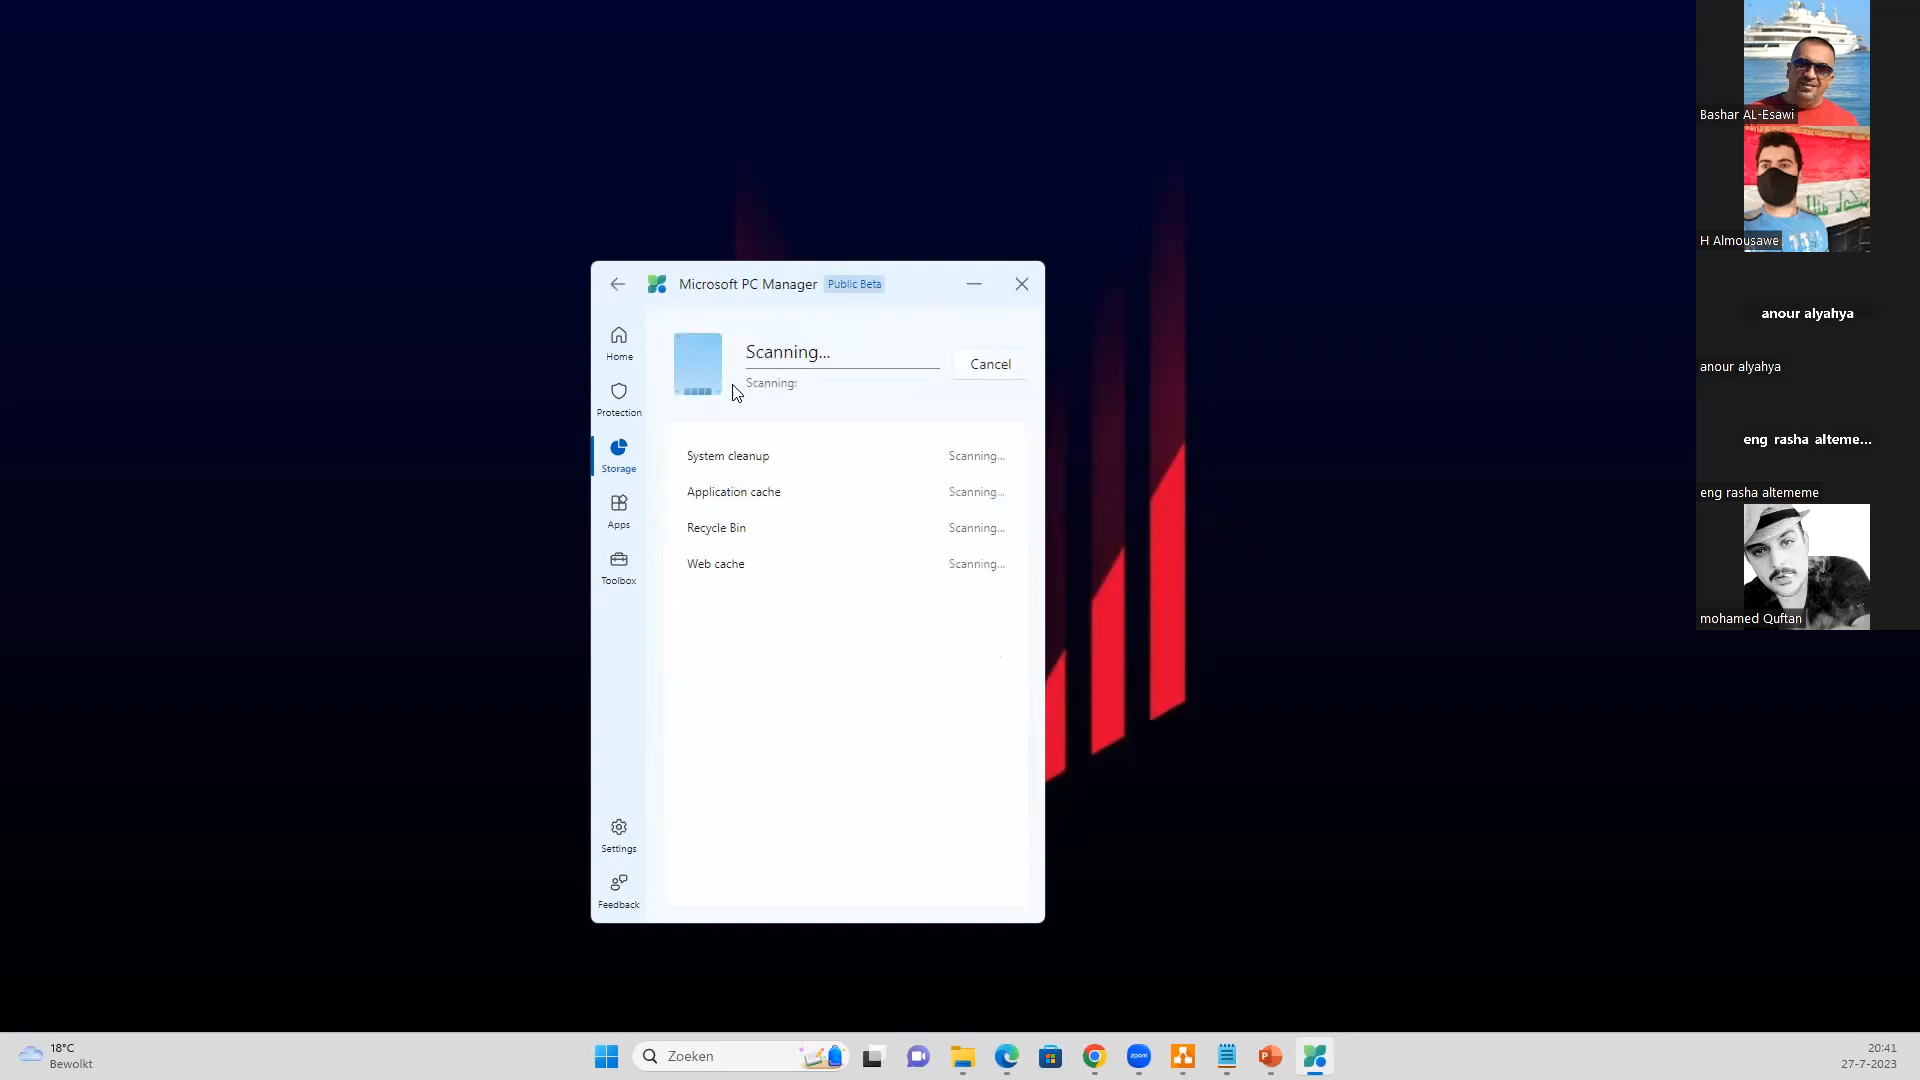 Microsoft PC Manager Public Beta
Scanning...
Cancel
Scanning:
Home
Protection
Storage
Apps
Toolbox
System cleanup Scanning...
Application cache Scanning...
Recycle Bin Scanning...
Web cache Scanning...
Settings
Feedback
Bashar AL-Esawi
H Almousawe
anour alyahya
anour alyahya
eng rasha alteme...
eng rasha altememe
mohamed Quftan
18°C
Bewolkt
Zoeken
zoom
P
20:41
27-7-2023